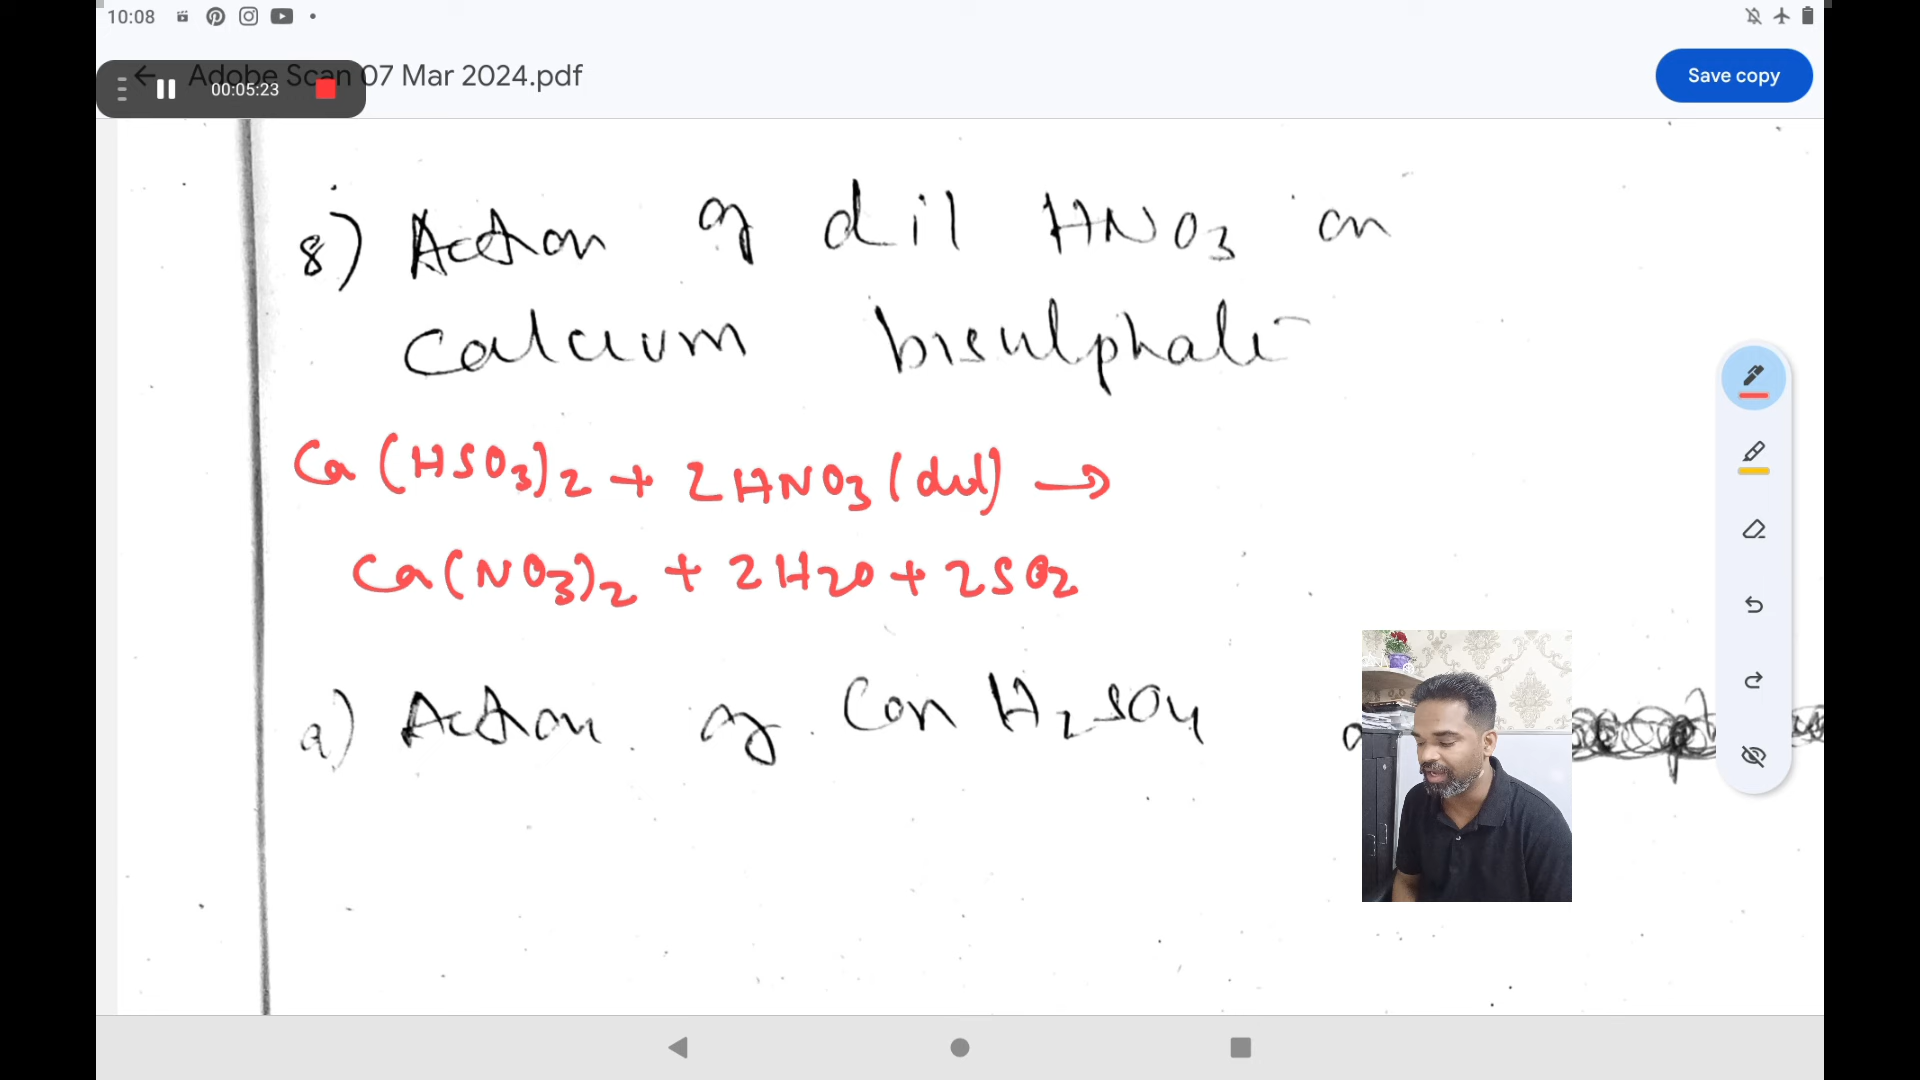 10:08
Adobe Scan 07 Mar 2024.pdf
00:05:23
Save copy
8) Action of dil HNO3 on
calcium bisulphate
Ca(HSO3)2 + 2HNO3 (dil) →
Ca(NO3)2 + 2H2O + 2SO2
9) Action of Con H2SO4